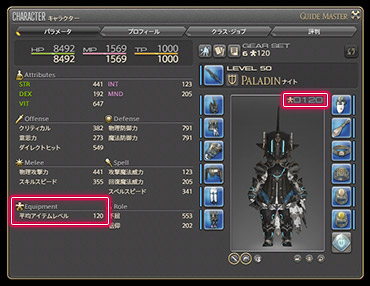 CHARACTER キャラクター
GUIDE MASTER
パラメータ
プロフィール
クラス・ジョブ
評判
HP 8492 MP 1569 TP 1000
8492 1569 1000
GEAR SET
6 0120
LEVEL 50
PALADIN ナイト
0120
Attributes
STR 441 INT 123
DEX 192 MND 205
VIT 647
Offense
クリティカル 382
意志力 273
ダイレクトヒット 549
Defense
物理防御力 791
魔法防御力 791
Melee
物理攻撃力 441
スキルスピード 355
Spell
攻撃魔法威力 123
回復魔法威力 205
スペルスピード 341
Equipment
平均アイテムレベル 120
Role
不屈 553
信仰 202